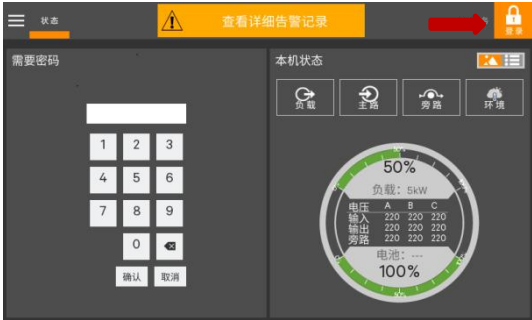 状态
查看详细告警记录
登录
需要密码
1 2 3
4 5 6
7 8 9
0
确认 取消
本机状态
负载 主路 旁路 环境
50%
负载: 5kW
电压 A B C
输入 220 220 220
输出 220 220 220
旁路 220 220 220
电池: ---
100%